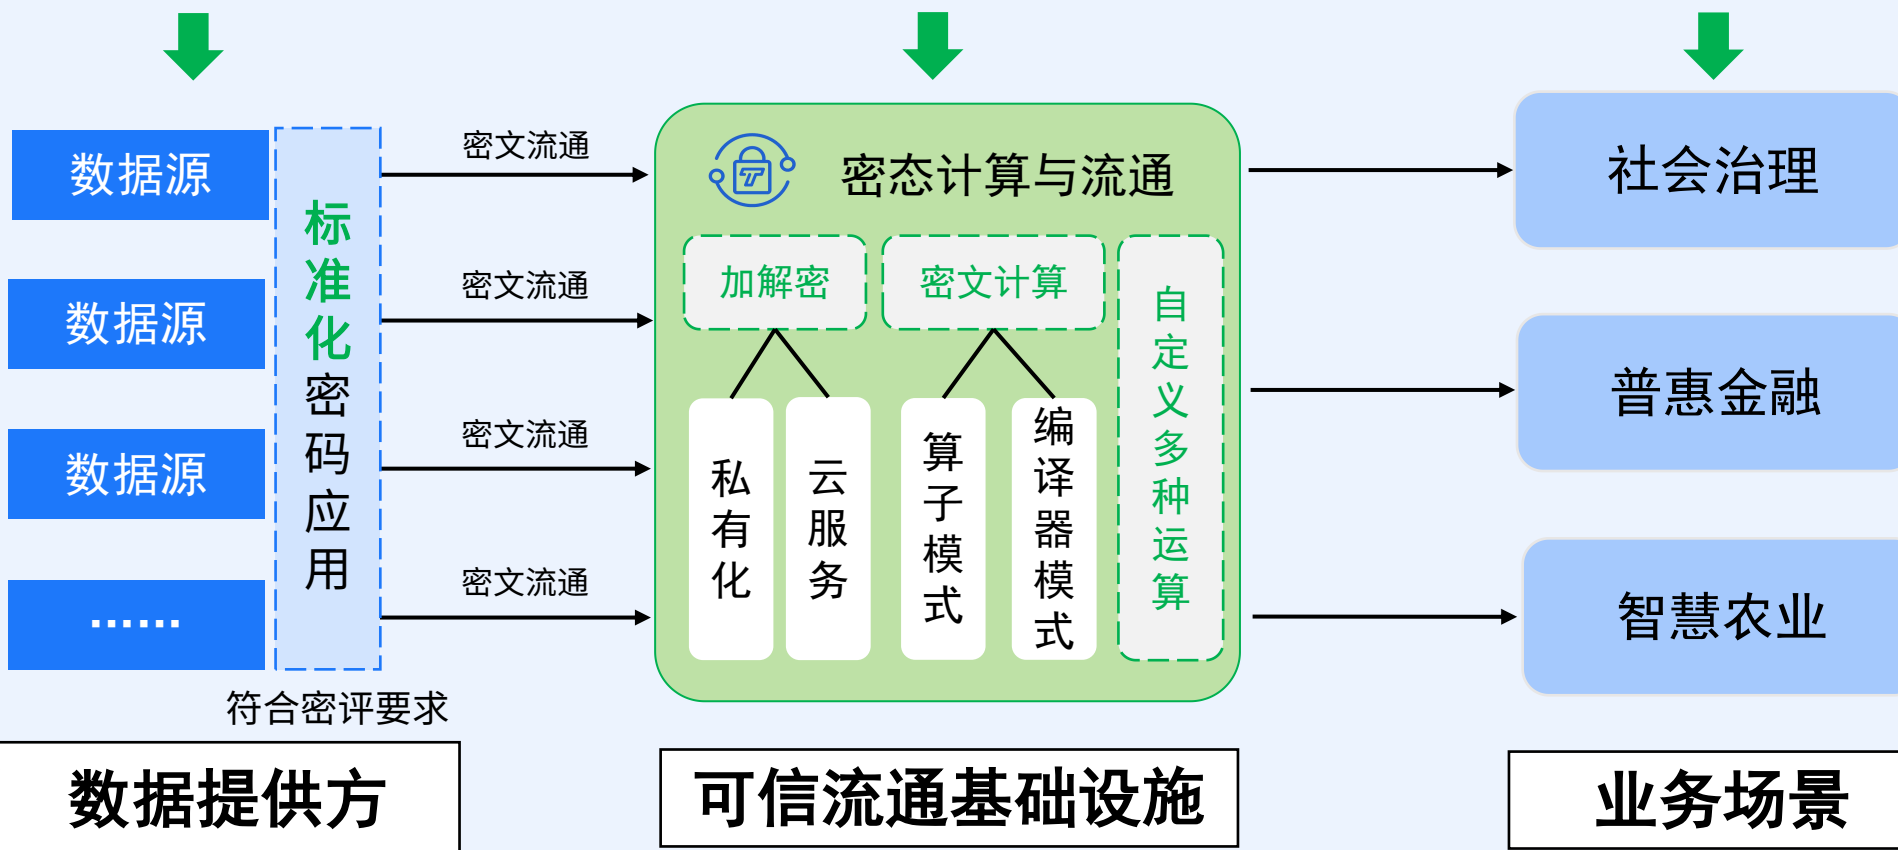 数据源
数据源
数据源
······
标准化密码应用
符合密评要求
数据提供方
密文流通
密文流通
密文流通
密文流通
密态计算与流通
加解密
密文计算
私有化
云服务
算子模式
编译器模式
自定义多种运算
可信流通基础设施
社会治理
普惠金融
智慧农业
业务场景